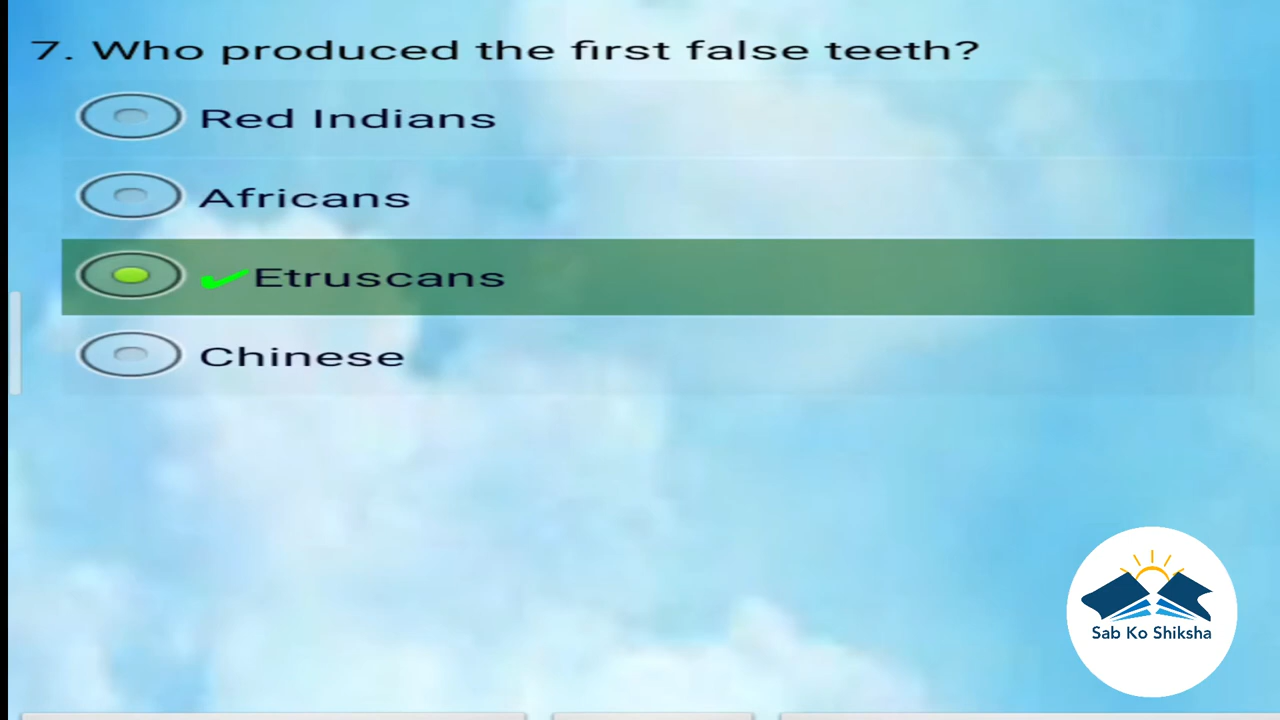 7. Who produced the first false teeth?
Red Indians
Africans
✔Etruscans
Chinese
Sab Ko Shiksha